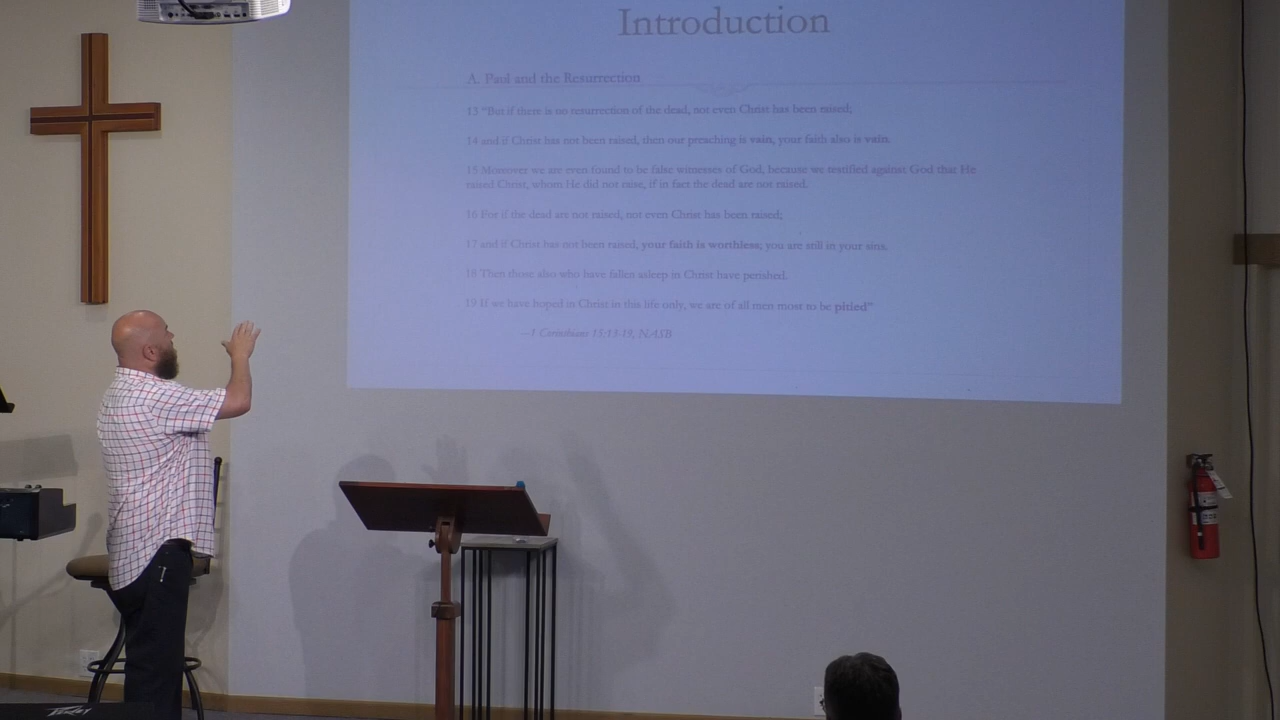 Introduction
A. Paul and the Resurrection
13 "But if there is no resurrection of the dead, not even Christ has been raised;
14 and if Christ has not been raised, then our preaching is vain, your faith also is vain.
15 Moreover we are even found to be false witnesses of God, because we testified against God that He
raised Christ, whom He did not raise, if in fact the dead are not raised.
16 For if the dead are not raised, not even Christ has been raised;
17 and if Christ has not been raised, your faith is worthless; you are still in your sins.
18 Then those also who have fallen asleep in Christ have perished.
19 If we have hoped in Christ in this life only, we are of all men most to be pitied"
—1 Corinthians 15:13-19, NASB
Peavey